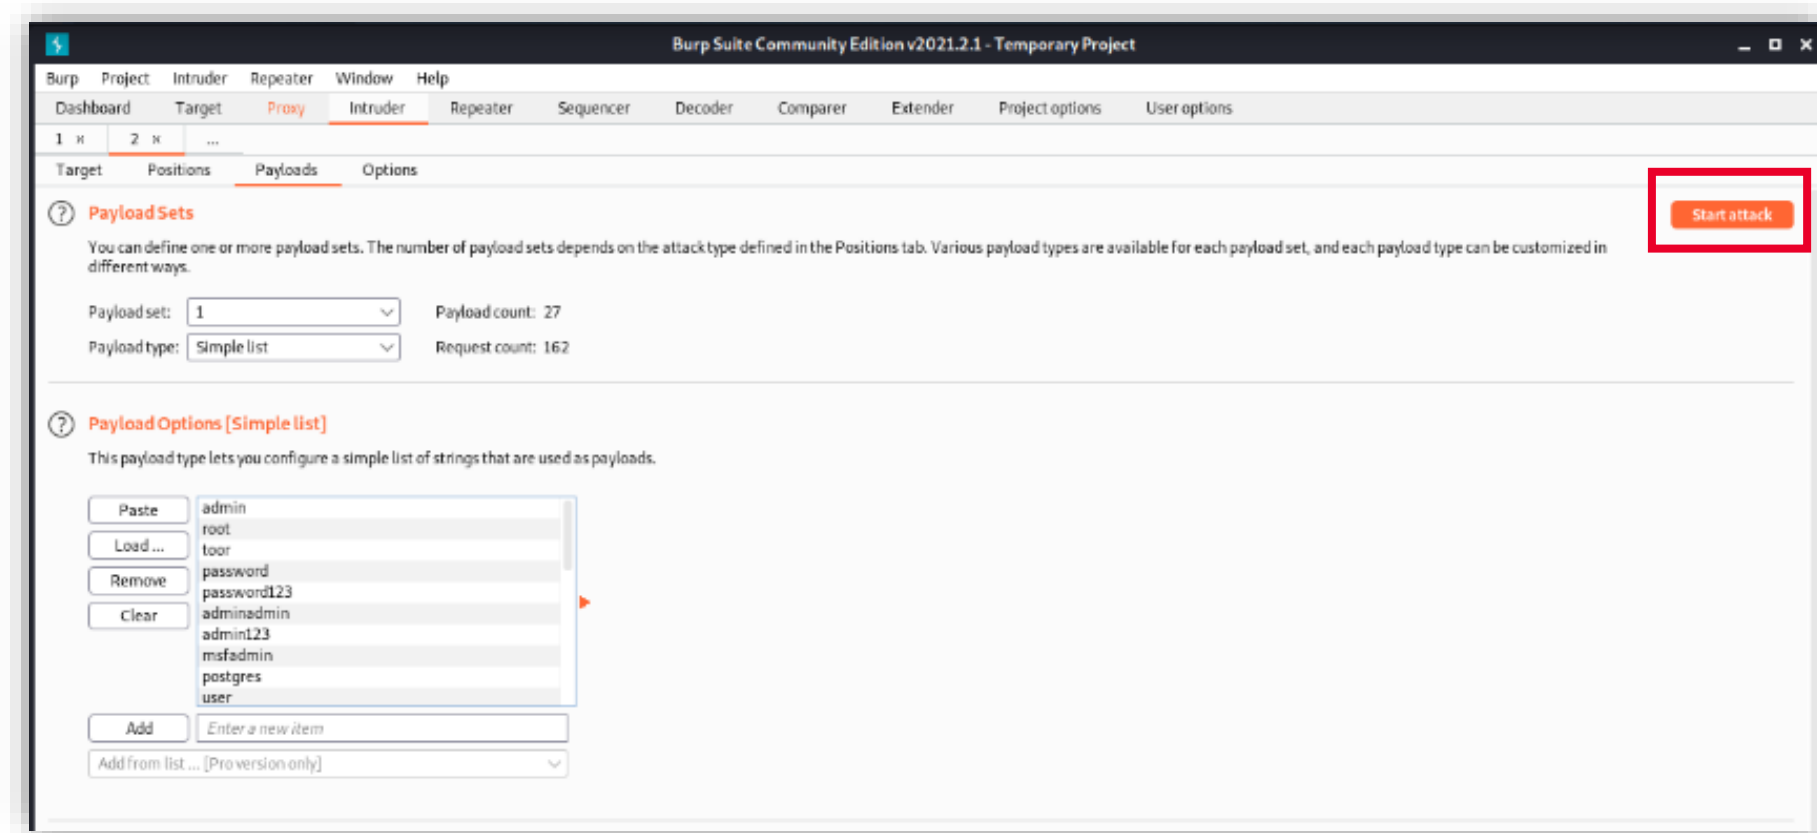 Burp Suite Community Edition v2021.2.1 - Temporary Project
Burp Project Intruder Repeater Window Help
Dashboard Target Proxy Intruder Repeater Sequencer Decoder Comparer Extender Project options User options
1 × 2 × ...
Target Positions Payloads Options
? Payload Sets
Start attack
You can define one or more payload sets. The number of payload sets depends on the attack type defined in the Positions tab. Various payload types are available for each payload set, and each payload type can be customized in
different ways.
Payload set: 1 Payload count: 27
Payload type: Simple list Request count: 162
? Payload Options [Simple list]
This payload type lets you configure a simple list of strings that are used as payloads.
Paste
Load ...
Remove
Clear
admin
root
toor
password
password123
adminadmin
admin123
msfadmin
postgres
user
Add Enter a new item
Add from list ... [Pro version only]